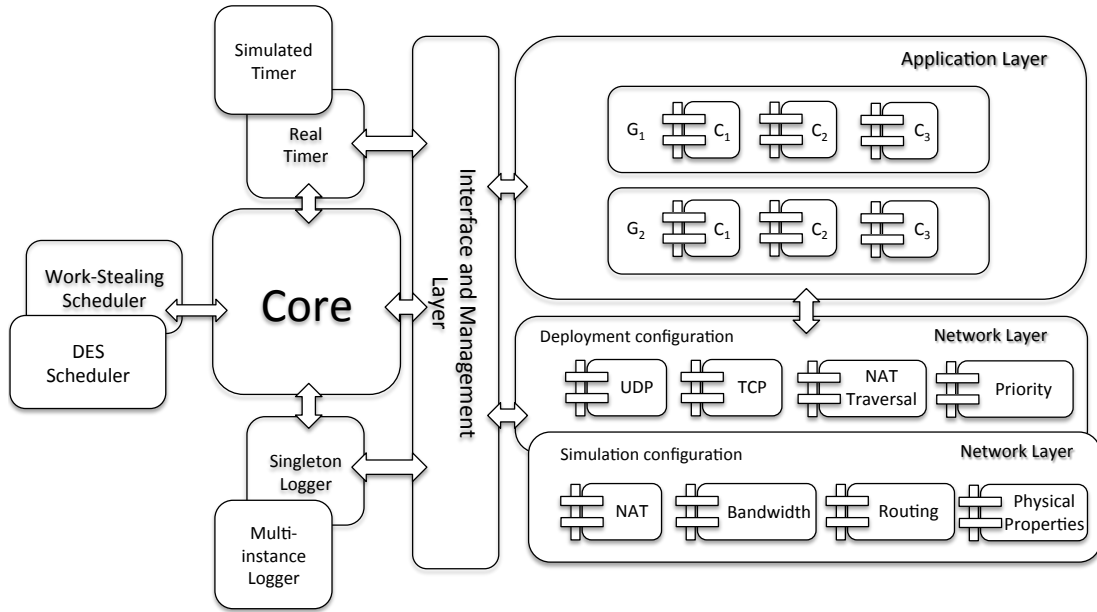 Simulated
Timer
Real
Timer
Core
Work-Stealing
Scheduler
DES
Scheduler
Singleton
Logger
Multi-
instance
Logger
Interface and Management
Layer
Application Layer
G1 C1 C2 C3
G2 C1 C2 C3
Deployment configuration
Network Layer
UDP
TCP
NAT
Traversal
Priority
Simulation configuration
Network Layer
NAT
Bandwidth
Routing
Physical
Properties